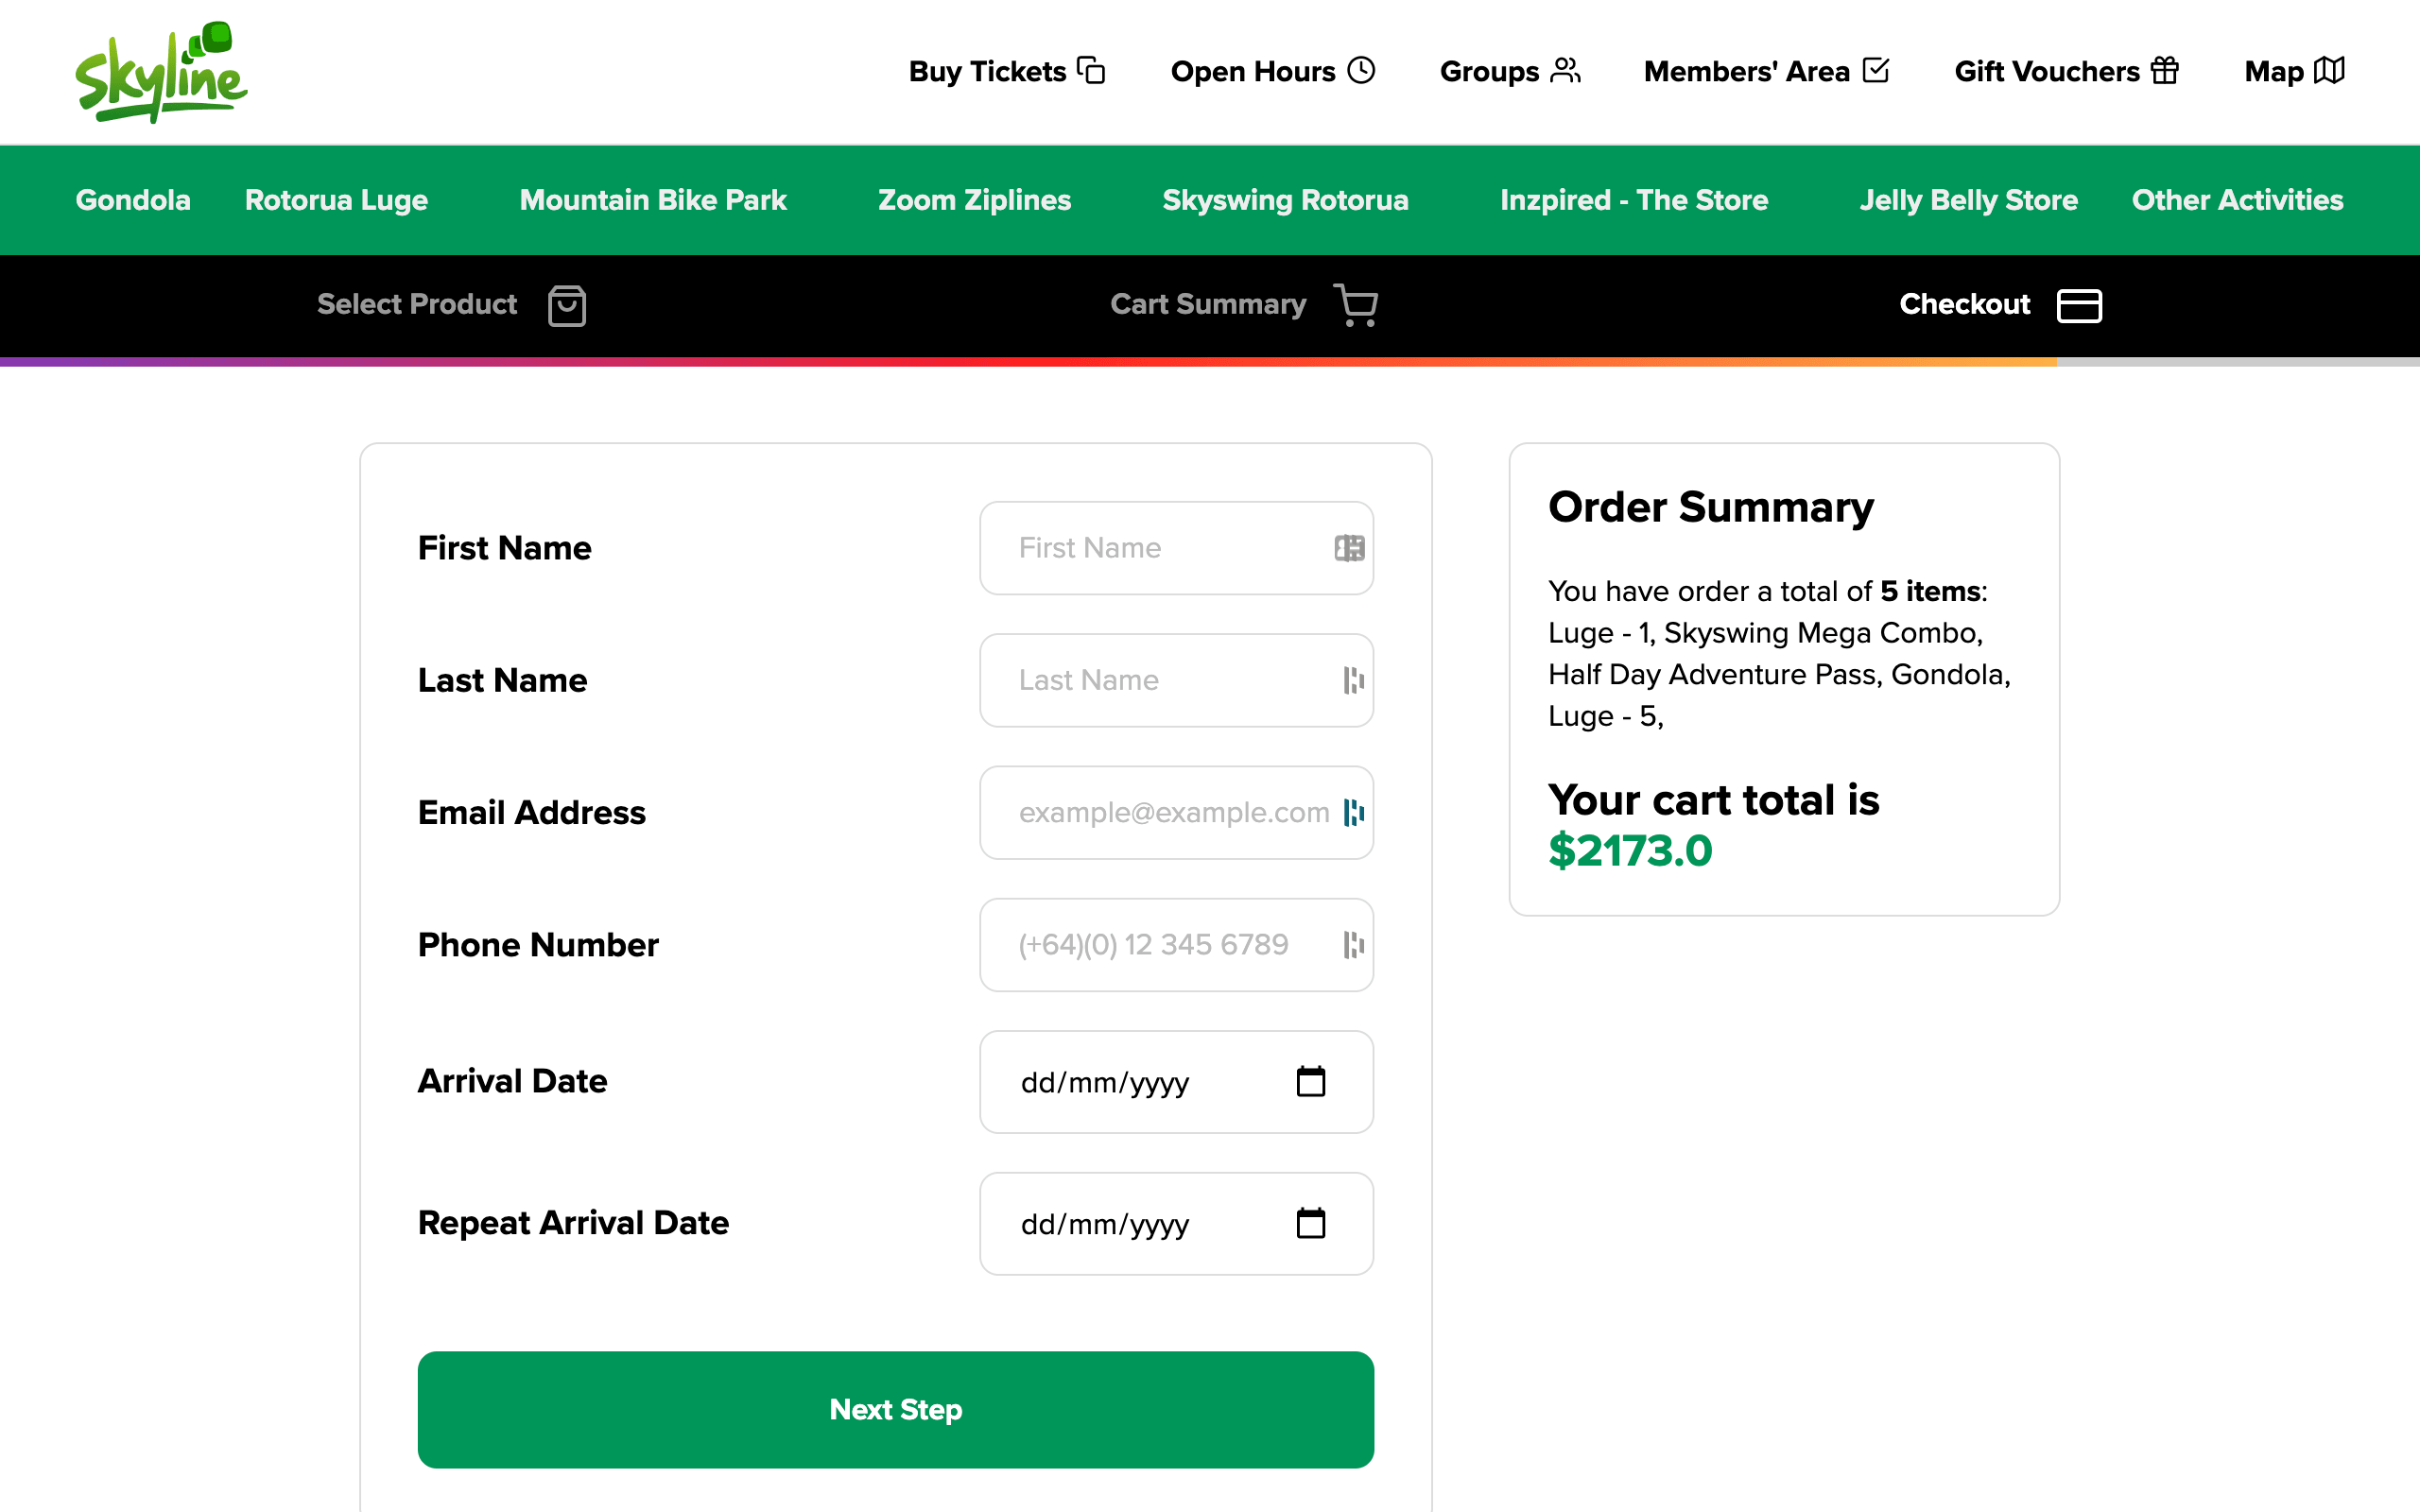 Skyline
Buy Tickets
Open Hours
Groups
Members' Area
Gift Vouchers
Map
Gondola
Rotorua Luge
Mountain Bike Park
Zoom Ziplines
Skyswing Rotorua
Inzpired - The Store
Jelly Belly Store
Other Activities
Select Product
Cart Summary
Checkout
First Name
First Name
Last Name
Last Name
Email Address
example@example.com
Phone Number
(+64)(0) 12 345 6789
Arrival Date
dd/mm/yyyy
Repeat Arrival Date
dd/mm/yyyy
Next Step
Order Summary
You have order a total of 5 items:
Luge - 1, Skyswing Mega Combo,
Half Day Adventure Pass, Gondola,
Luge - 5,
Your cart total is
$2173.0